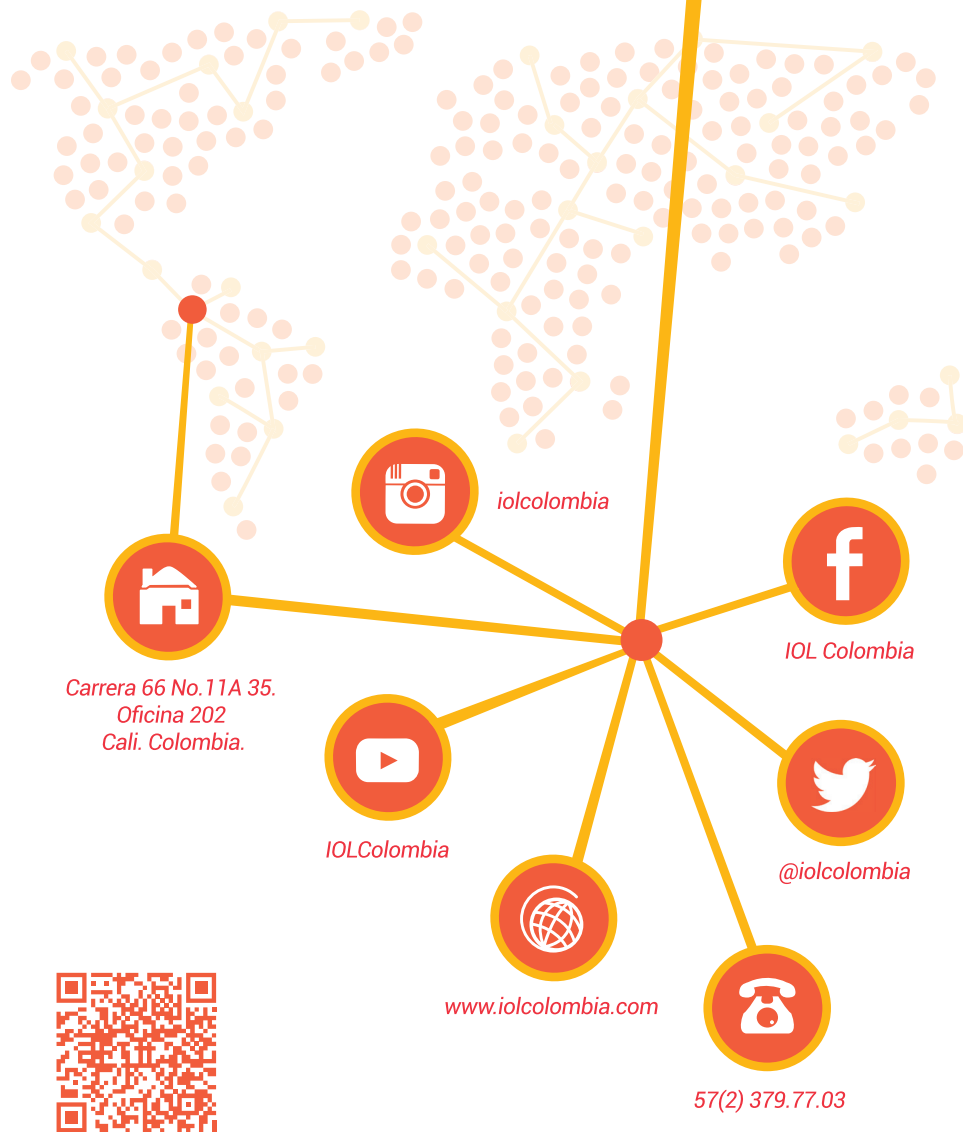 iolcolombia
IOL Colombia
Carrera 66 No.11A 35.
Oficina 202
Cali. Colombia.
IOLColombia
@iolcolombia
www.iolcolombia.com
57(2) 379.77.03